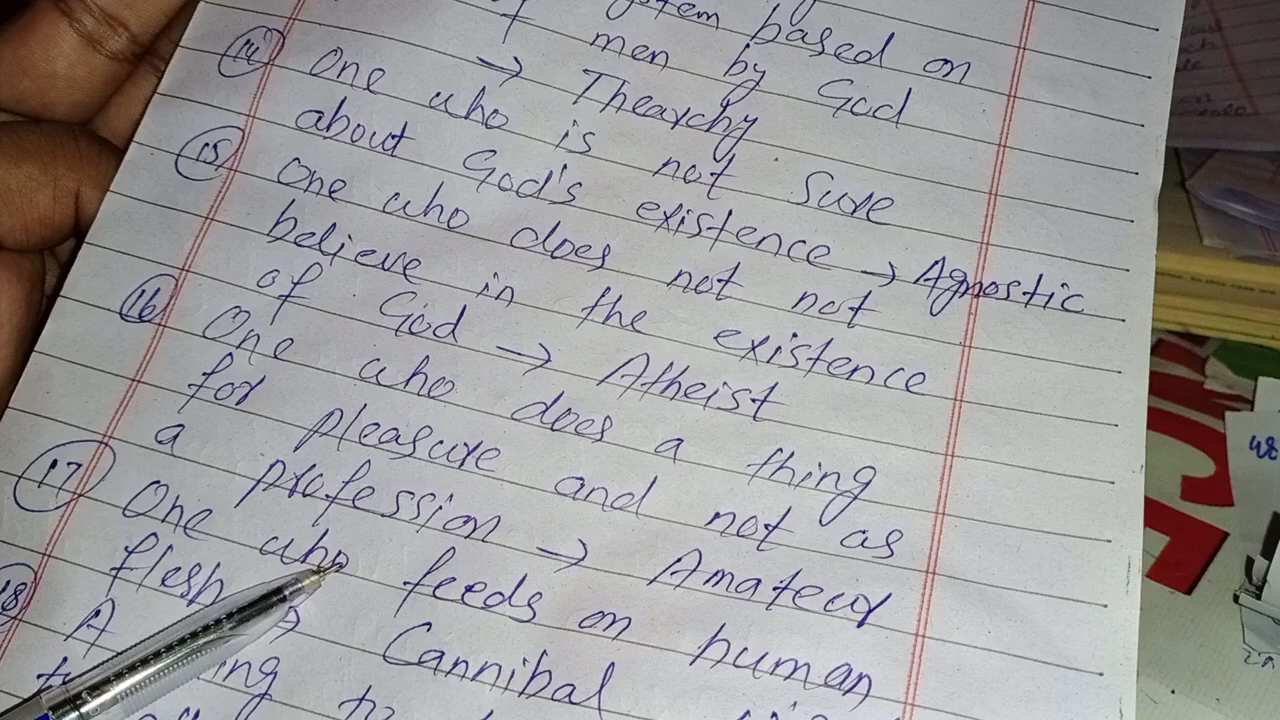 system based on
of men by God
→ Thearchy
14 One who is not Sure
about God's existence → Agnostic
15 One who does not not
believe in the existence
of God → Atheist
16 One who does a thing
for pleasure and not as
a profession → Amateur
17 One who feeds on human
flesh → Cannibal
18 A